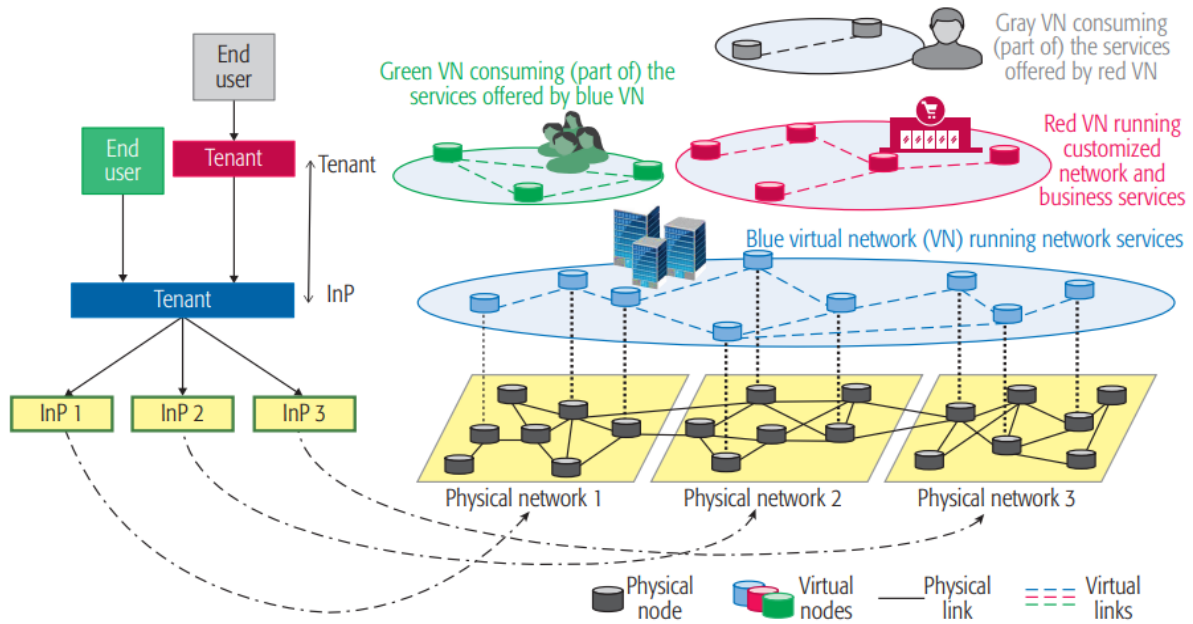 End
user
End
user
Tenant
Tenant
Tenant
InP
InP 1
InP 2
InP 3
Green VN consuming (part of) the
services offered by blue VN
Gray VN consuming
(part of) the services
offered by red VN
Red VN running
customized
network and
business services
Blue virtual network (VN) running network services
Physical network 1
Physical network 2
Physical network 3
Physical
node
Virtual
nodes
Physical
link
Virtual
links